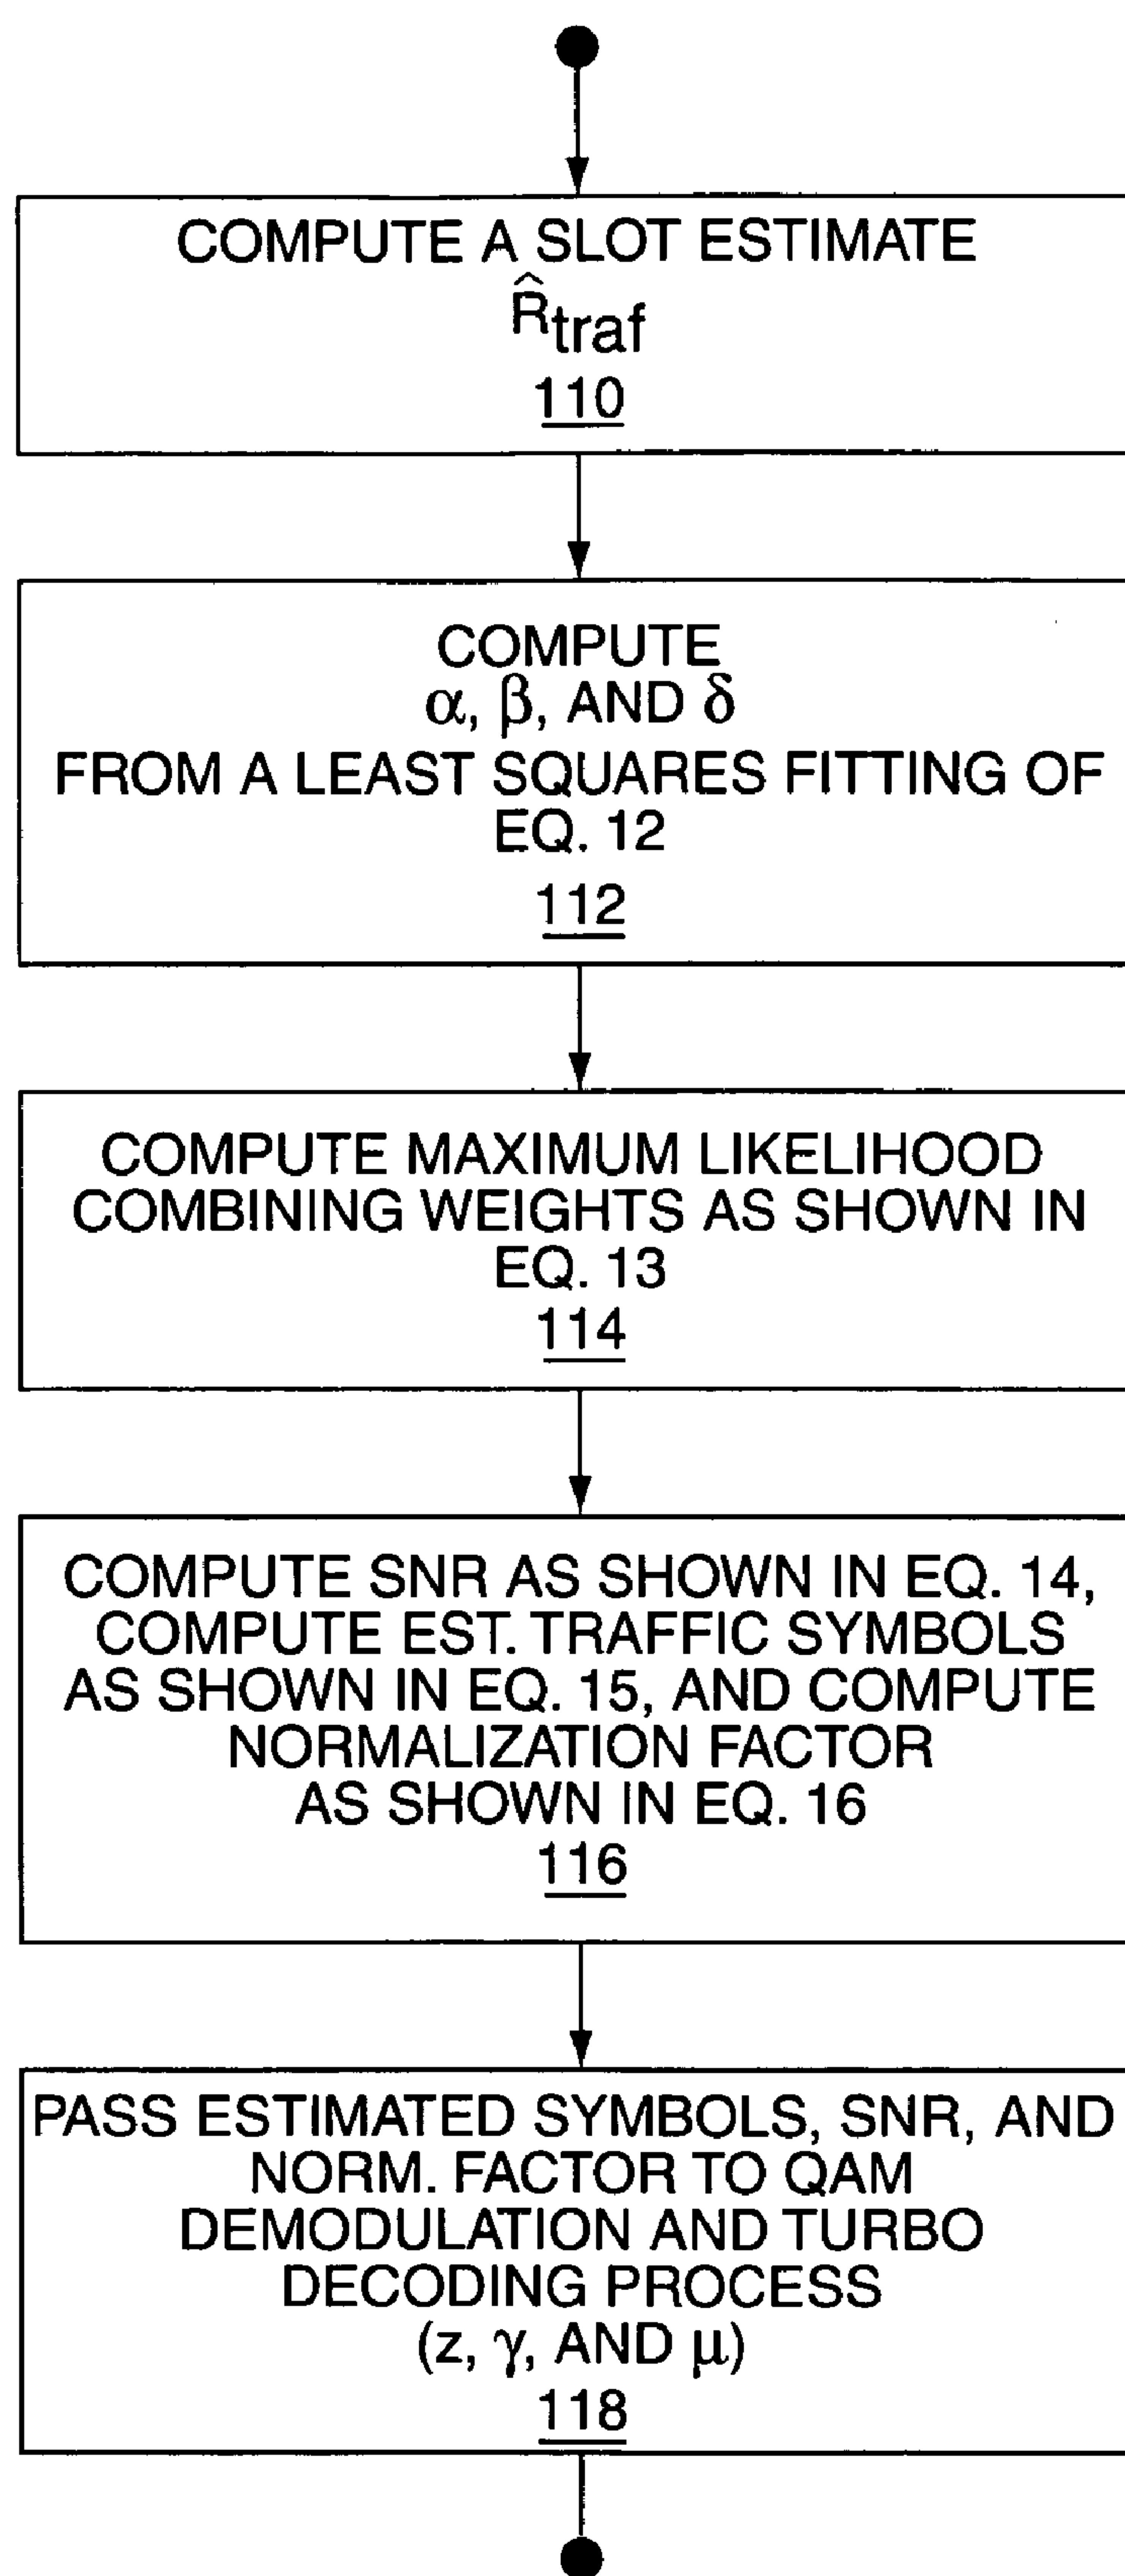 COMPUTE A SLOT ESTIMATE
R̂traf
110
COMPUTE
α, β, AND δ
FROM A LEAST SQUARES FITTING OF
EQ. 12
112
COMPUTE MAXIMUM LIKELIHOOD
COMBINING WEIGHTS AS SHOWN IN
EQ. 13
114
COMPUTE SNR AS SHOWN IN EQ. 14,
COMPUTE EST. TRAFFIC SYMBOLS
AS SHOWN IN EQ. 15, AND COMPUTE
NORMALIZATION FACTOR
AS SHOWN IN EQ. 16
116
PASS ESTIMATED SYMBOLS, SNR, AND
NORM. FACTOR TO QAM
DEMODULATION AND TURBO
DECODING PROCESS
(z, γ, AND μ)
118